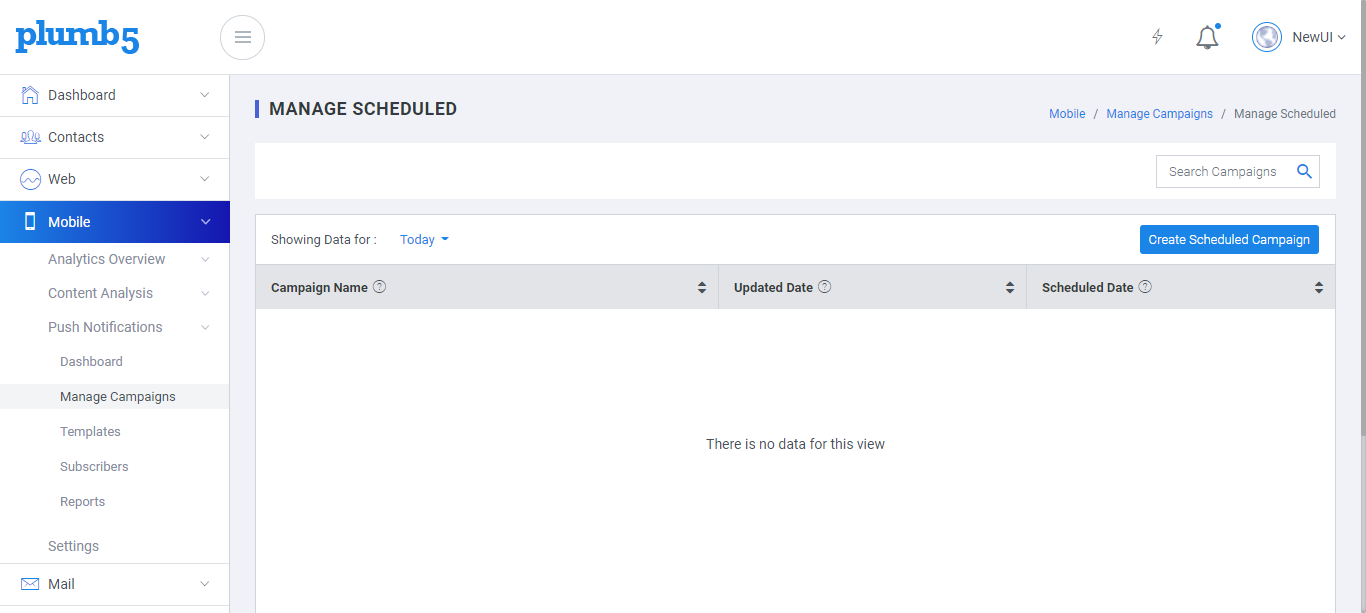 plumb5
NewUI
Dashboard
Contacts
Web
Mobile
Analytics Overview
Content Analysis
Push Notifications
Dashboard
Manage Campaigns
Templates
Subscribers
Reports
Settings
Mail
MANAGE SCHEDULED
Mobile / Manage Campaigns / Manage Scheduled
Search Campaigns
Showing Data for : Today
Create Scheduled Campaign
Campaign Name ? Updated Date ? Scheduled Date ?
There is no data for this view